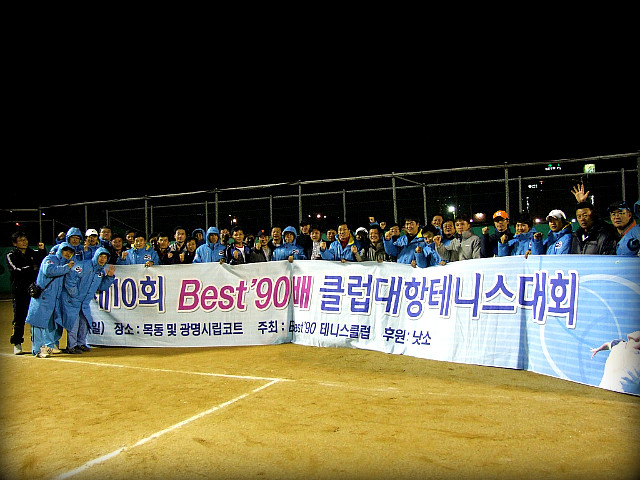 제10회 Best'90배 클럽대항테니스대회
일) 장소 : 목동 및 광명시립코트 주최 : Best'90 테니스클럽 후원 : 낫소